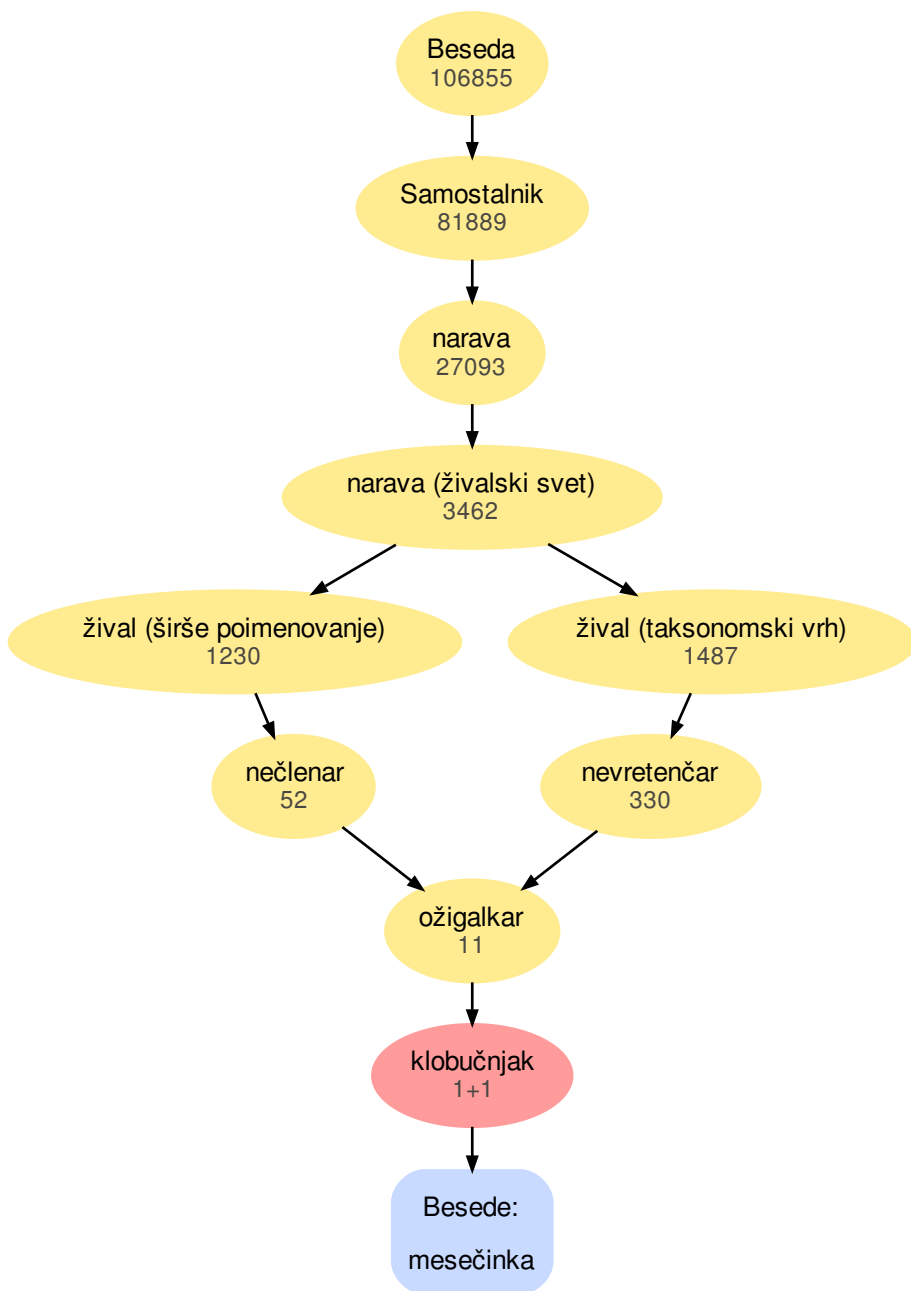 Beseda
106855
Samostalnik
81889
narava
27093
narava (živalski svet)
3462
žival (širše poimenovanje)
1230
žival (taksonomski vrh)
1487
nečlenar
52
nevretenčar
330
ožigalkar
11
klobučnjak
1+1
Besede:
mesečinka